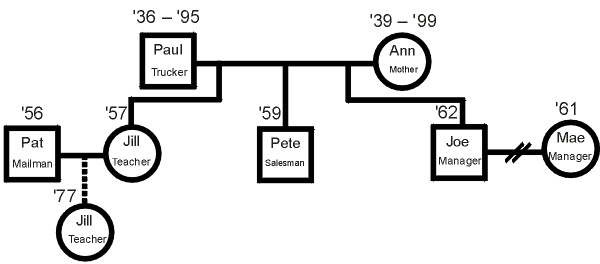 '36 – '95
'39 – '99
Paul
Trucker
Ann
Mother
'56
'57
'59
'62
'61
Pat
Mailman
Jill
Teacher
Pete
Salesman
Joe
Manager
Mae
Manager
'77
Jill
Teacher